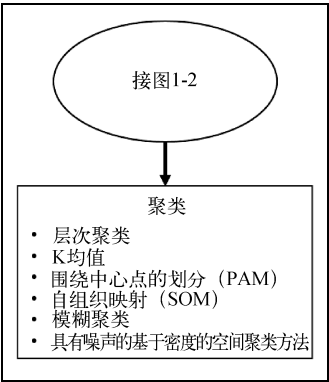 接图1-2
聚类
• 层次聚类
• K均值
• 围绕中心点的划分（PAM）
• 自组织映射（SOM）
• 模糊聚类
• 具有噪声的基于密度的空间聚类方法